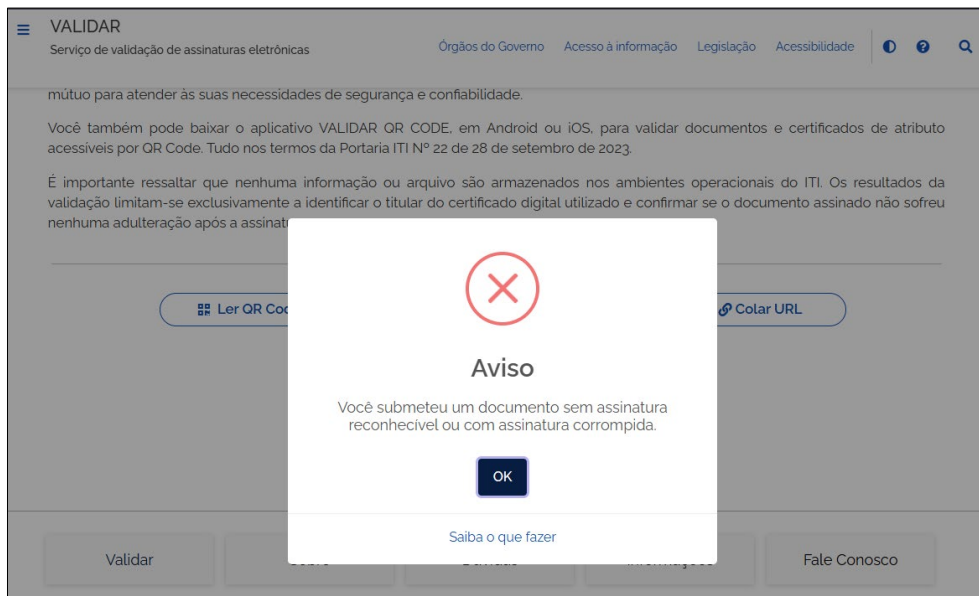 VALIDAR
Serviço de validação de assinaturas eletrônicas
Órgãos do Governo Acesso à informação Legislação Acessibilidade
mútuo para atender às suas necessidades de segurança e confiabilidade.
Você também pode baixar o aplicativo VALIDAR QR CODE, em Android ou iOS, para validar documentos e certificados de atributo
acessíveis por QR Code. Tudo nos termos da Portaria ITI Nº 22 de 28 de setembro de 2023.
É importante ressaltar que nenhuma informação ou arquivo são armazenados nos ambientes operacionais do ITI. Os resultados da
validação limitam-se exclusivamente a identificar o titular do certificado digital utilizado e confirmar se o documento assinado não sofreu
nenhuma adulteração após a assinatu
Ler QR Cod
Colar URL
Aviso
Você submeteu um documento sem assinatura
reconhecível ou com assinatura corrompida.
OK
Saiba o que fazer
Validar
Fale Conosco